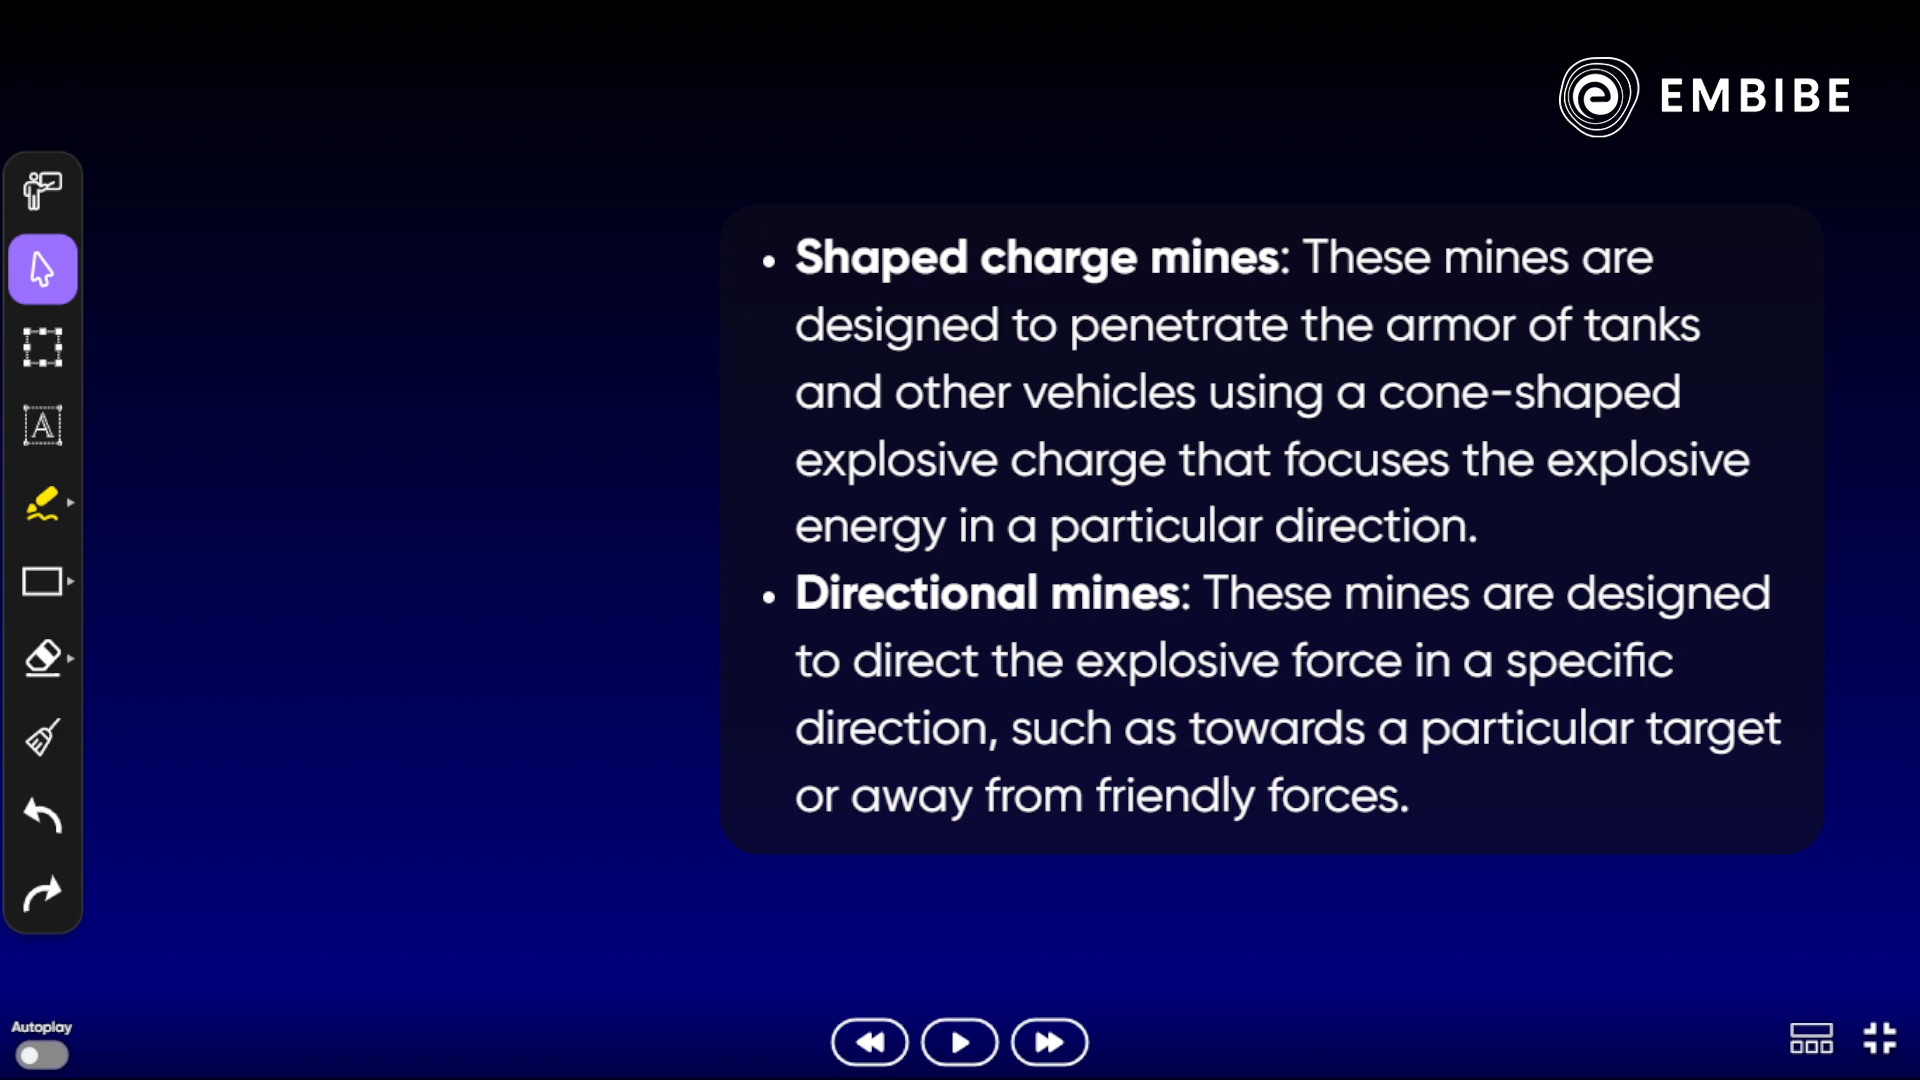 EMBIBE
• Shaped charge mines: These mines are
designed to penetrate the armor of tanks
and other vehicles using a cone-shaped
explosive charge that focuses the explosive
energy in a particular direction.
• Directional mines: These mines are designed
to direct the explosive force in a specific
direction, such as towards a particular target
or away from friendly forces.
Autoplay